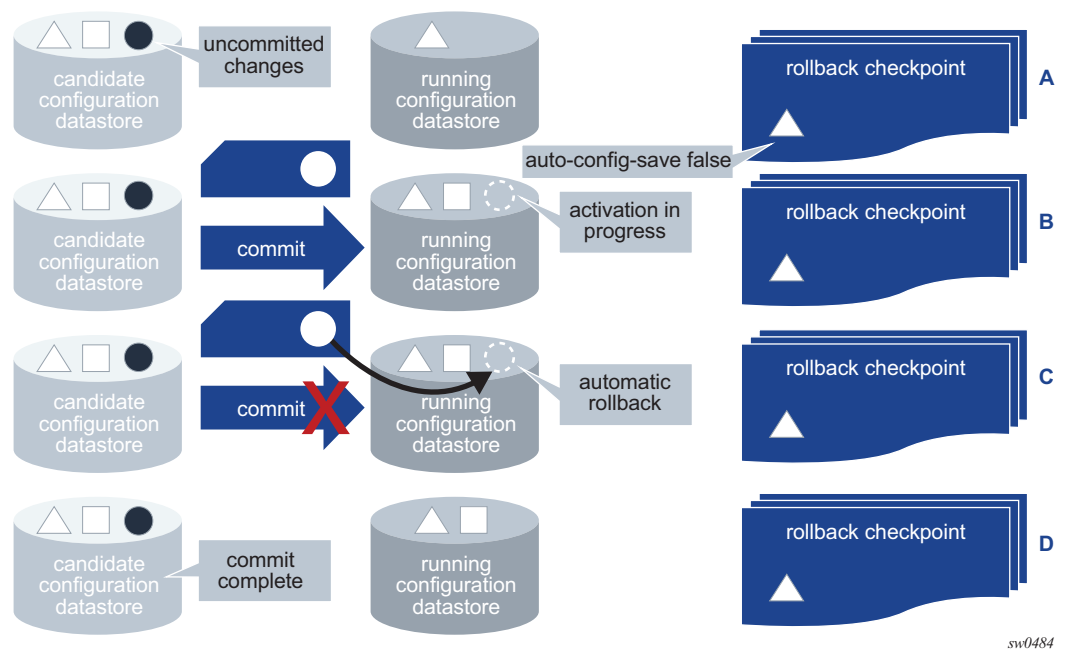 uncommitted
changes
candidate
configuration
datastore
running
configuration
datastore
rollback checkpoint
A
auto-config-save false
candidate
configuration
datastore
commit
running
configuration
datastore
activation in
progress
rollback checkpoint
B
candidate
configuration
datastore
commit
X
running
configuration
datastore
automatic
rollback
rollback checkpoint
C
candidate
configuration
datastore
commit
complete
running
configuration
datastore
rollback checkpoint
D
sw0484